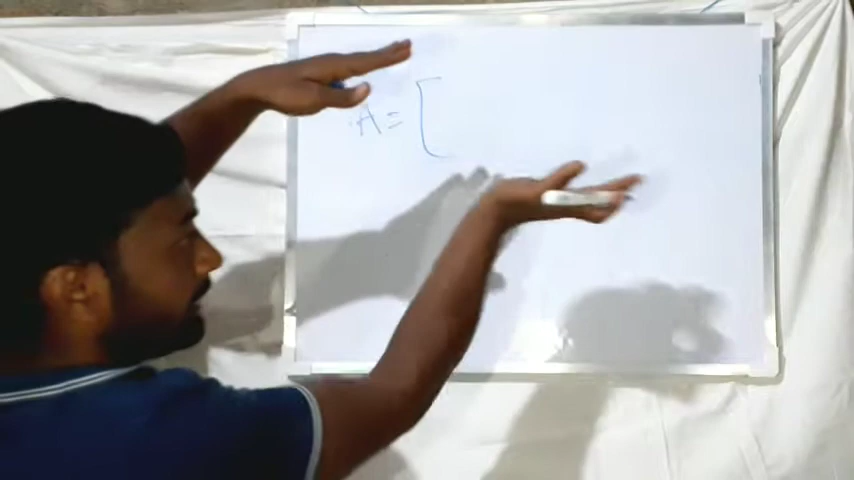 A = [